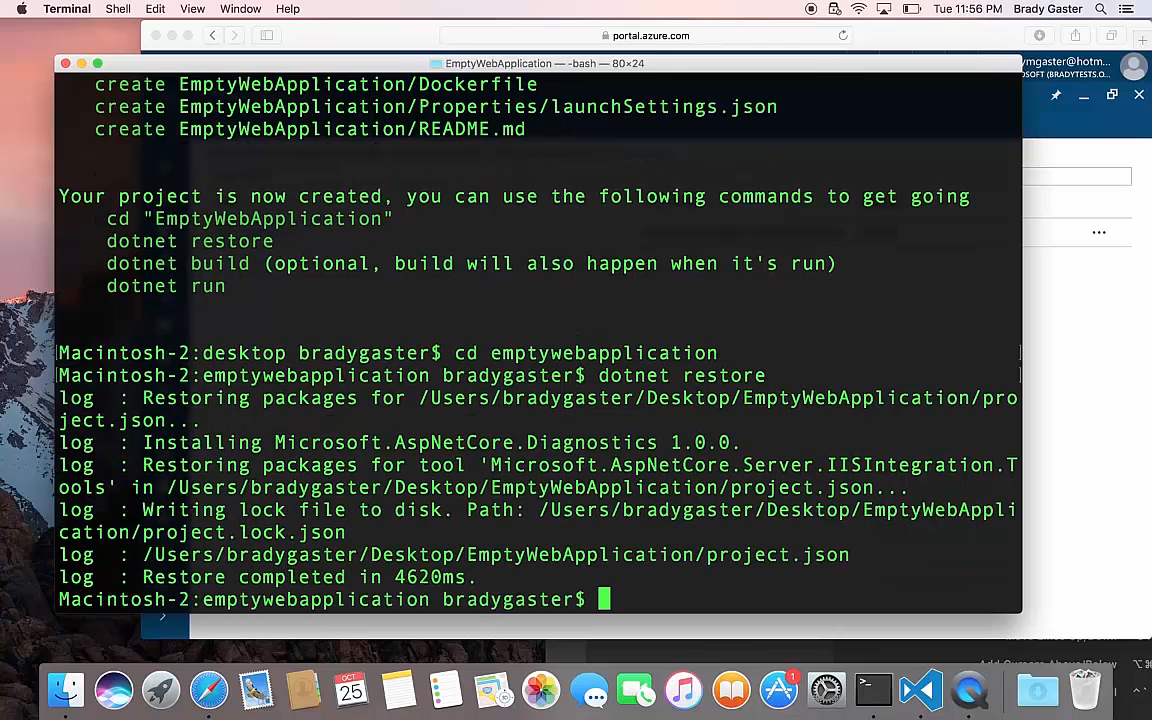 Terminal Shell Edit View Window Help Tue 11:56 PM Brady Gaster
portal.azure.com
EmptyWebApplication — -bash — 80×24
ymgaster@hotm...
OSOFT (BRADYTESTS.O...
create EmptyWebApplication/Dockerfile
create EmptyWebApplication/Properties/launchSettings.json
create EmptyWebApplication/README.md
Your project is now created, you can use the following commands to get going
cd "EmptyWebApplication"
dotnet restore
dotnet build (optional, build will also happen when it's run)
dotnet run
Macintosh-2:desktop bradygaster$ cd emptywebapplication
Macintosh-2:emptywebapplication bradygaster$ dotnet restore
log : Restoring packages for /Users/bradygaster/Desktop/EmptyWebApplication/pro
ject.json...
log : Installing Microsoft.AspNetCore.Diagnostics 1.0.0.
log : Restoring packages for tool 'Microsoft.AspNetCore.Server.IISIntegration.T
ools' in /Users/bradygaster/Desktop/EmptyWebApplication/project.json...
log : Writing lock file to disk. Path: /Users/bradygaster/Desktop/EmptyWebAppli
cation/project.lock.json
log : /Users/bradygaster/Desktop/EmptyWebApplication/project.json
log : Restore completed in 4620ms.
Macintosh-2:emptywebapplication bradygaster$
OCT
25
1